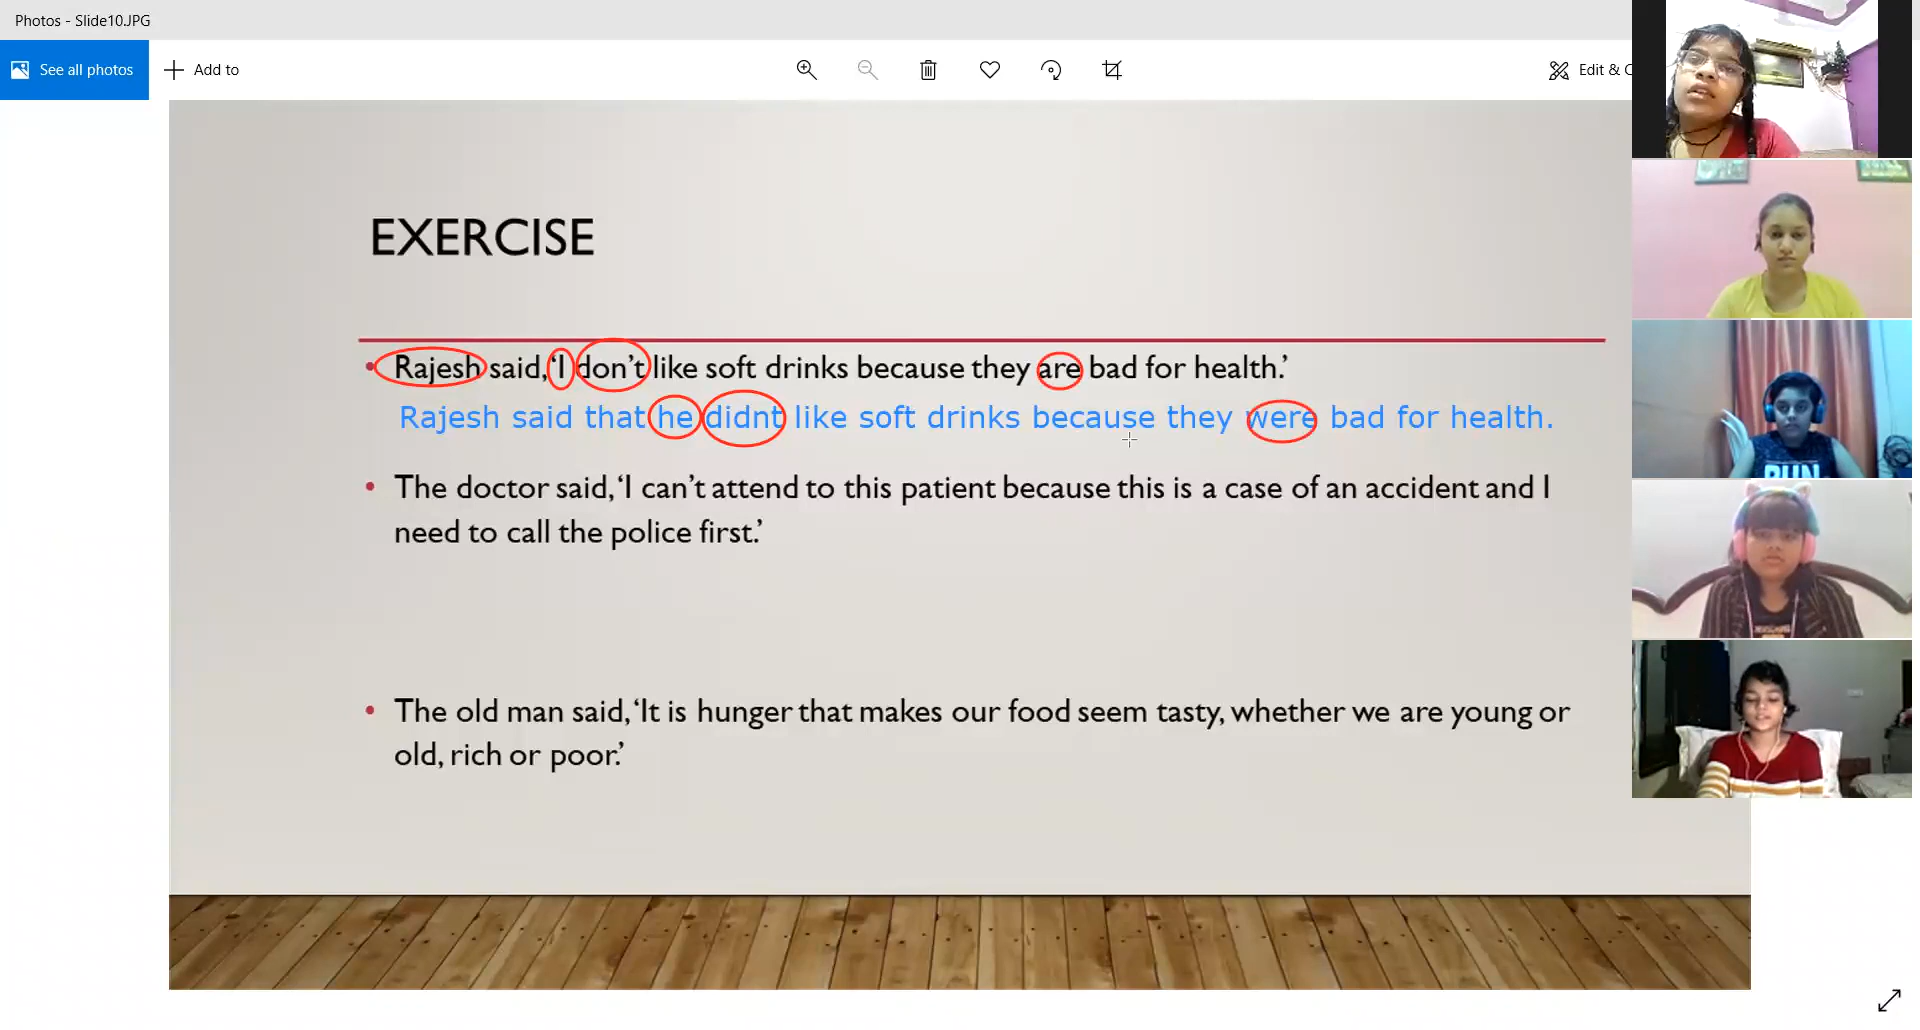 Photos - Slide10.JPG
See all photos
Add to
Edit & C
EXERCISE
• Rajesh said, ‘I don’t like soft drinks because they are bad for health.’
Rajesh said that he didnt like soft drinks because they were bad for health.
• The doctor said, ‘I can’t attend to this patient because this is a case of an accident and I
need to call the police first.’
• The old man said, ‘It is hunger that makes our food seem tasty, whether we are young or
old, rich or poor.’